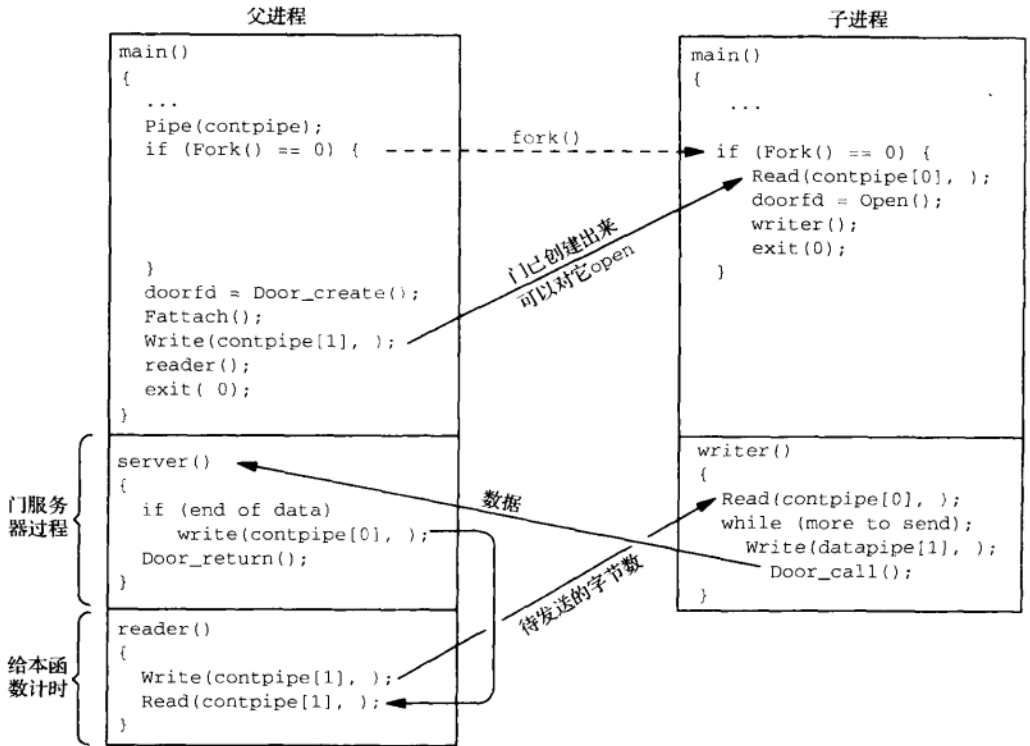 父进程
main()
{
...
Pipe(contpipe);
if (Fork() == 0) {
}
doorfd = Door_create();
Fattach();
Write(contpipe[1], );
reader();
exit( 0);
}
门服务
器过程
server()
{
if (end of data)
write(contpipe[0], );
Door_return();
}
给本函
数计时
reader()
{
Write(contpipe[1], );
Read(contpipe[1], );
}
fork()
门已创建出来
可以对它open
数据
待发送的字节数
子进程
main()
{
...
if (Fork() == 0) {
Read(contpipe[0], );
doorfd = Open();
writer();
exit(0);
}
writer()
{
Read(contpipe[0], );
while (more to send);
Write(datapipe[1], );
Door_call();
}